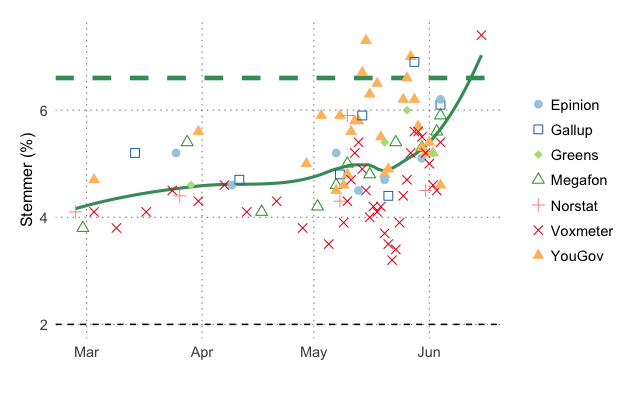 Stemmer (%)
6
4
2
Mar
Apr
May
Jun
Epinion
Gallup
Greens
Megafon
Norstat
Voxmeter
YouGov